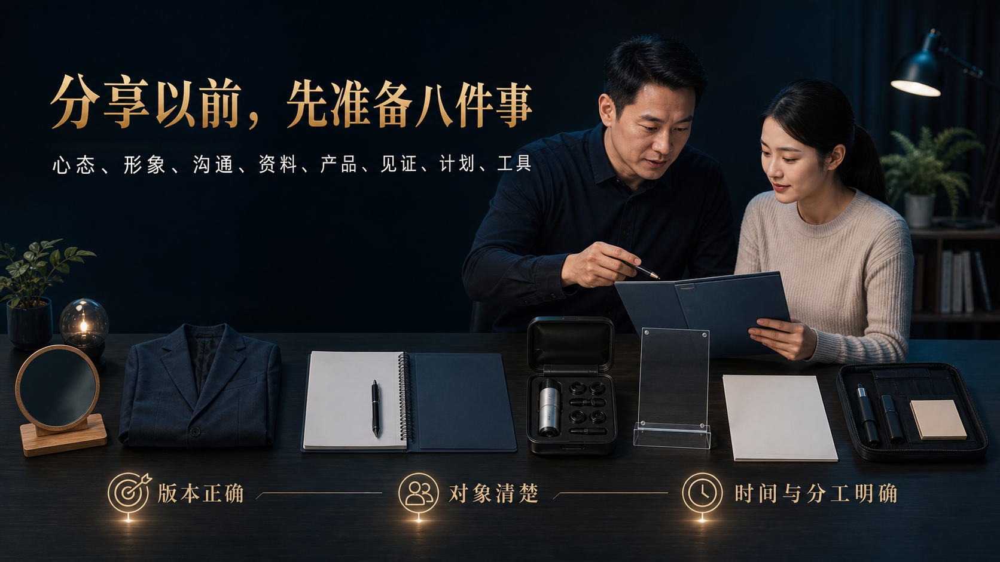 分享以前，先准备八件事
心态、形象、沟通、资料、产品、见证、计划、工具
版本正确
对象清楚
时间与分工明确